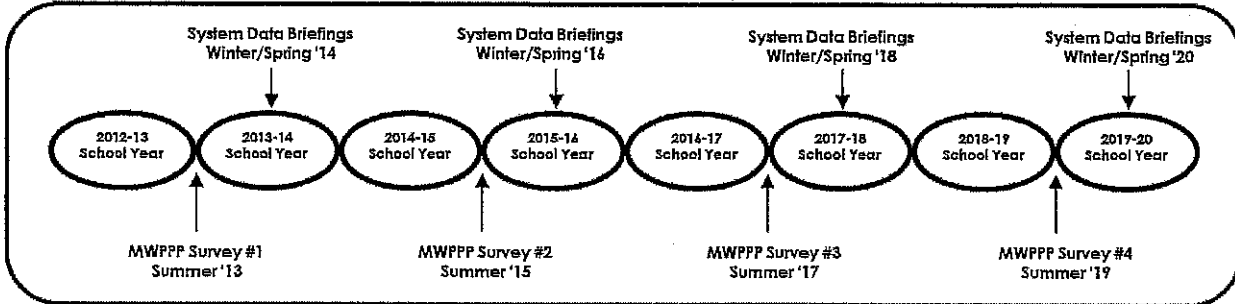 System Data Briefings
Winter/Spring '14
System Data Briefings
Winter/Spring '16
System Data Briefings
Winter/Spring '18
System Data Briefings
Winter/Spring '20
2012-13
School Year
2013-14
School Year
2014-15
School Year
2015-16
School Year
2016-17
School Year
2017-18
School Year
2018-19
School Year
2019-20
School Year
MWPPP Survey #1
Summer '13
MWPPP Survey #2
Summer '15
MWPPP Survey #3
Summer '17
MWPPP Survey #4
Summer '19